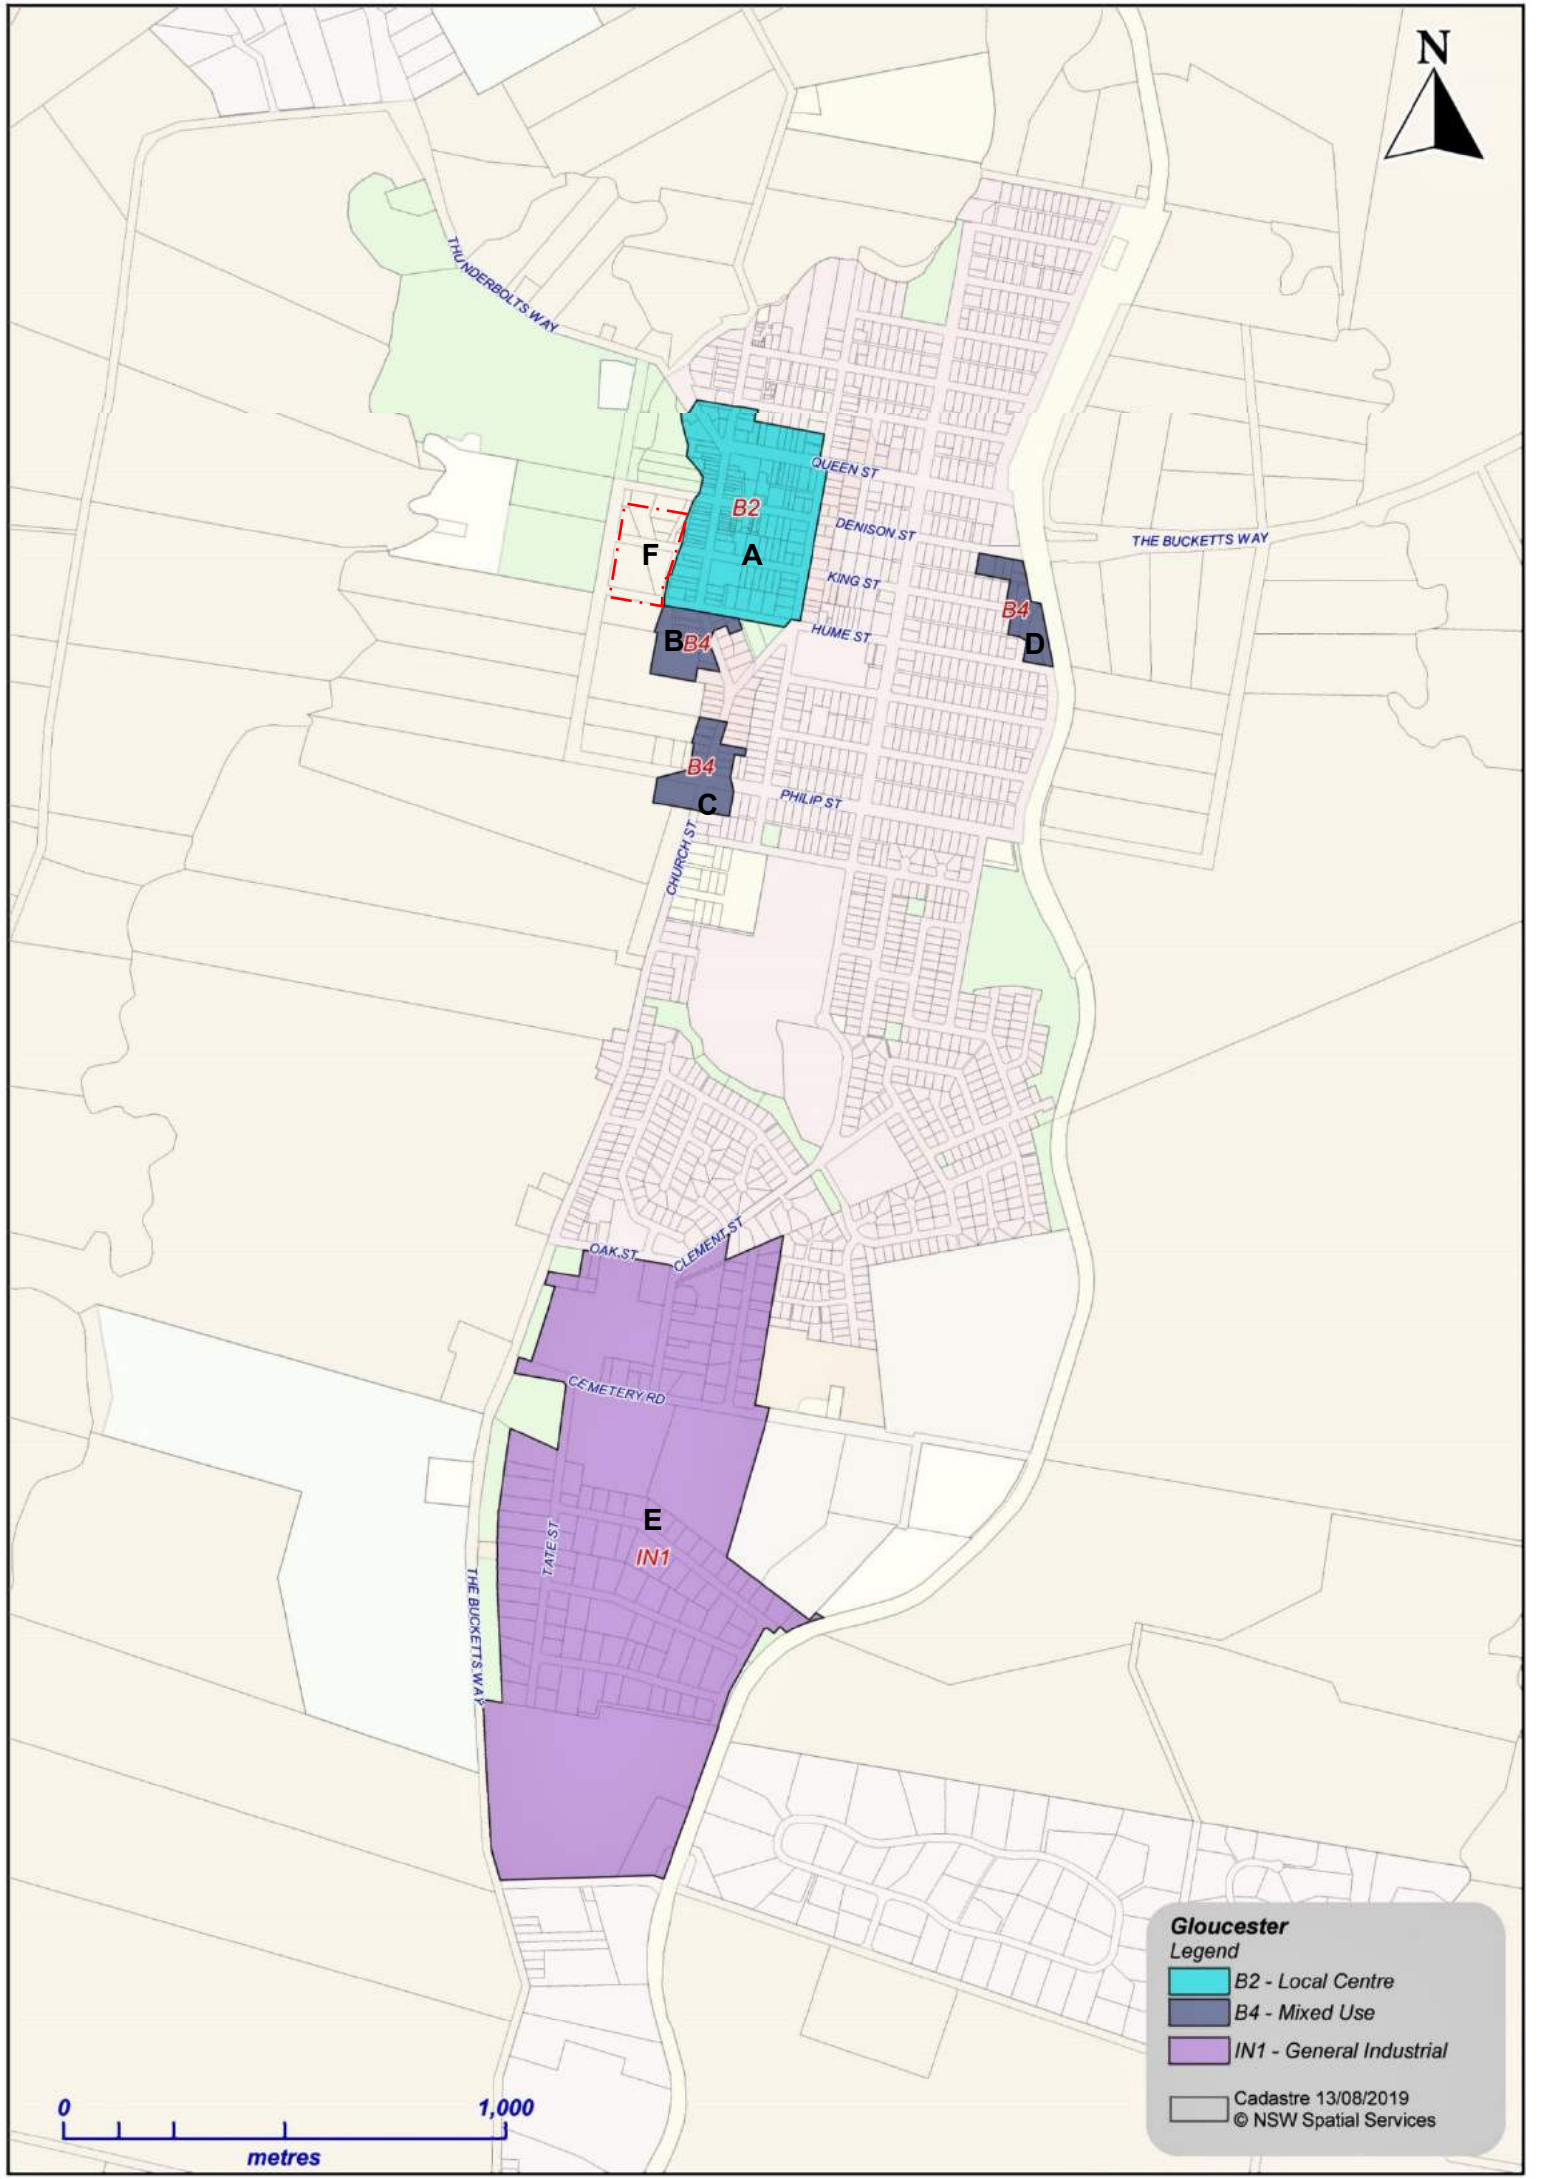 N
THUNDERBOLTS WAY
QUEEN ST
B2
DENISON ST
THE BUCKETTS WAY
F
A
KING ST
B4
HUME ST
B
B4
D
B4
PHILIP ST
C
CHURCH ST
CLEMENT ST
OAK ST
CEMETERY RD
E
TATE ST
IN1
THE BUCKETTS WAY
Gloucester
Legend
B2 - Local Centre
B4 - Mixed Use
IN1 - General Industrial
Cadastre 13/08/2019
© NSW Spatial Services
0 1,000
metres